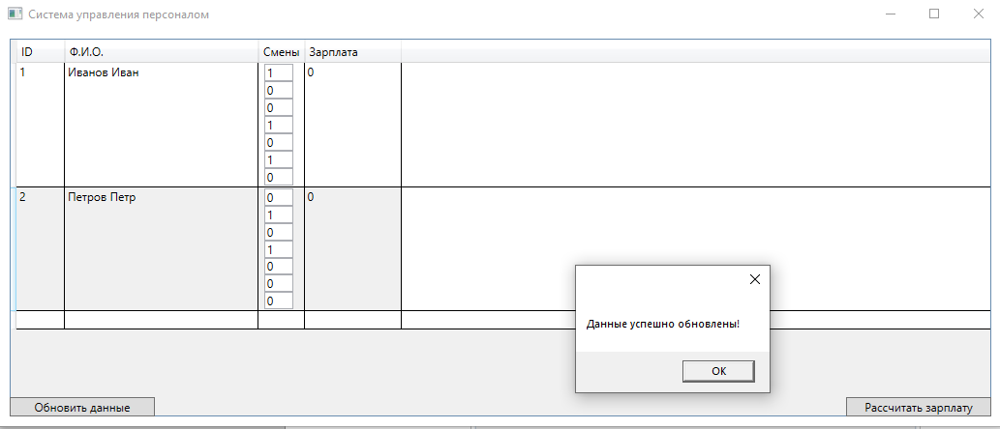 Система управления персоналом
ID Ф.И.О. Смены Зарплата
1 Иванов Иван 1 0
0
0
1
0
1
0
2 Петров Петр 0 0
1
0
1
0
0
0
Данные успешно обновлены!
OK
Обновить данные Рассчитать зарплату